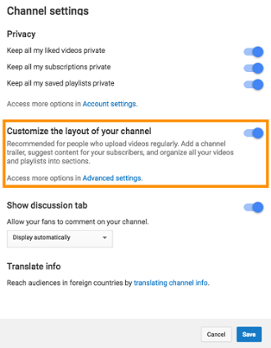 Channel settings
Privacy
Keep all my liked videos private
Keep all my subscriptions private
Keep all my saved playlists private
Access more options in Account settings.
Customize the layout of your channel
Recommended for people who upload videos regularly. Add a channel
trailer, suggest content for your subscribers, and organize all your videos
and playlists into sections.
Access more options in Advanced settings.
Show discussion tab
Allow your fans to comment on your channel.
Display automatically
Translate info
Reach audiences in foreign countries by translating channel info.
Cancel
Save